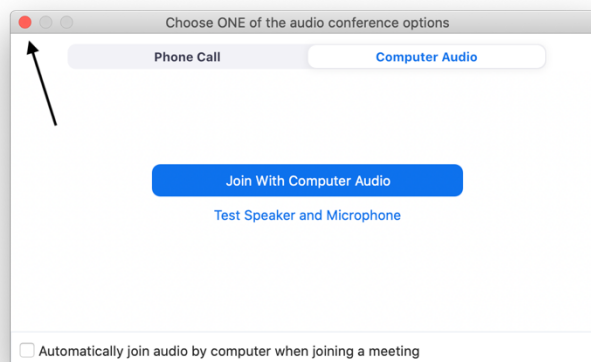 Choose ONE of the audio conference options
Phone Call Computer Audio
Join With Computer Audio
Test Speaker and Microphone
Automatically join audio by computer when joining a meeting